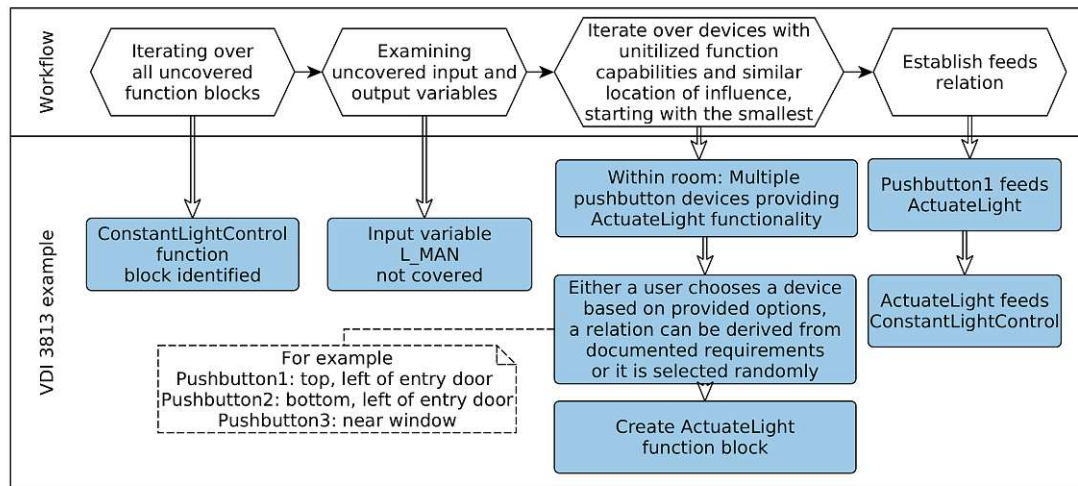 Workflow
Iterating over
all uncovered
function blocks
Examining
uncovered input and
output variables
Iterate over devices with
unitilized function
capabilities and similar
location of influence,
starting with the smallest
Establish feeds
relation
VDI 3813 example
ConstantLightControl
function
block identified
Input variable
L_MAN
not covered
Within room: Multiple
pushbutton devices providing
ActuateLight functionality
Either a user chooses a device
based on provided options,
a relation can be derived from
documented requirements
or it is selected randomly
For example
Pushbutton1: top, left of entry door
Pushbutton2: bottom, left of entry door
Pushbutton3: near window
Create ActuateLight
function block
Pushbutton1 feeds
ActuateLight
ActuateLight feeds
ConstantLightControl